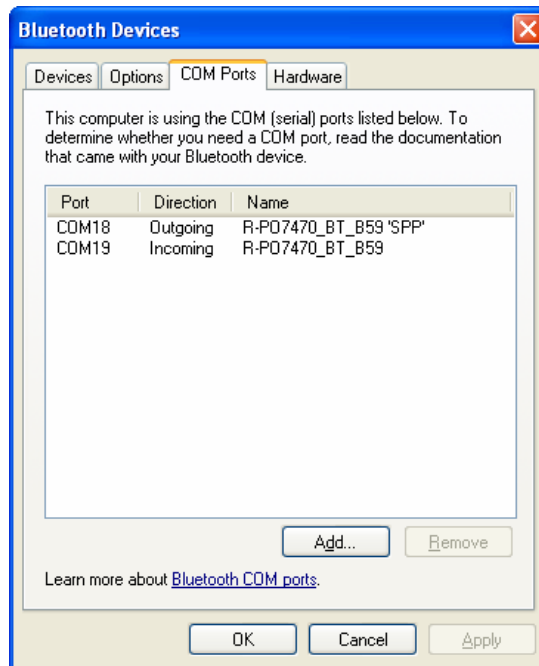 Bluetooth Devices
Devices Options COM Ports Hardware
This computer is using the COM (serial) ports listed below. To
determine whether you need a COM port, read the documentation
that came with your Bluetooth device.
Port Direction Name
COM18 Outgoing R-PO7470_BT_B59 'SPP'
COM19 Incoming R-PO7470_BT_B59
Add... Remove
Learn more about Bluetooth COM ports.
OK Cancel Apply